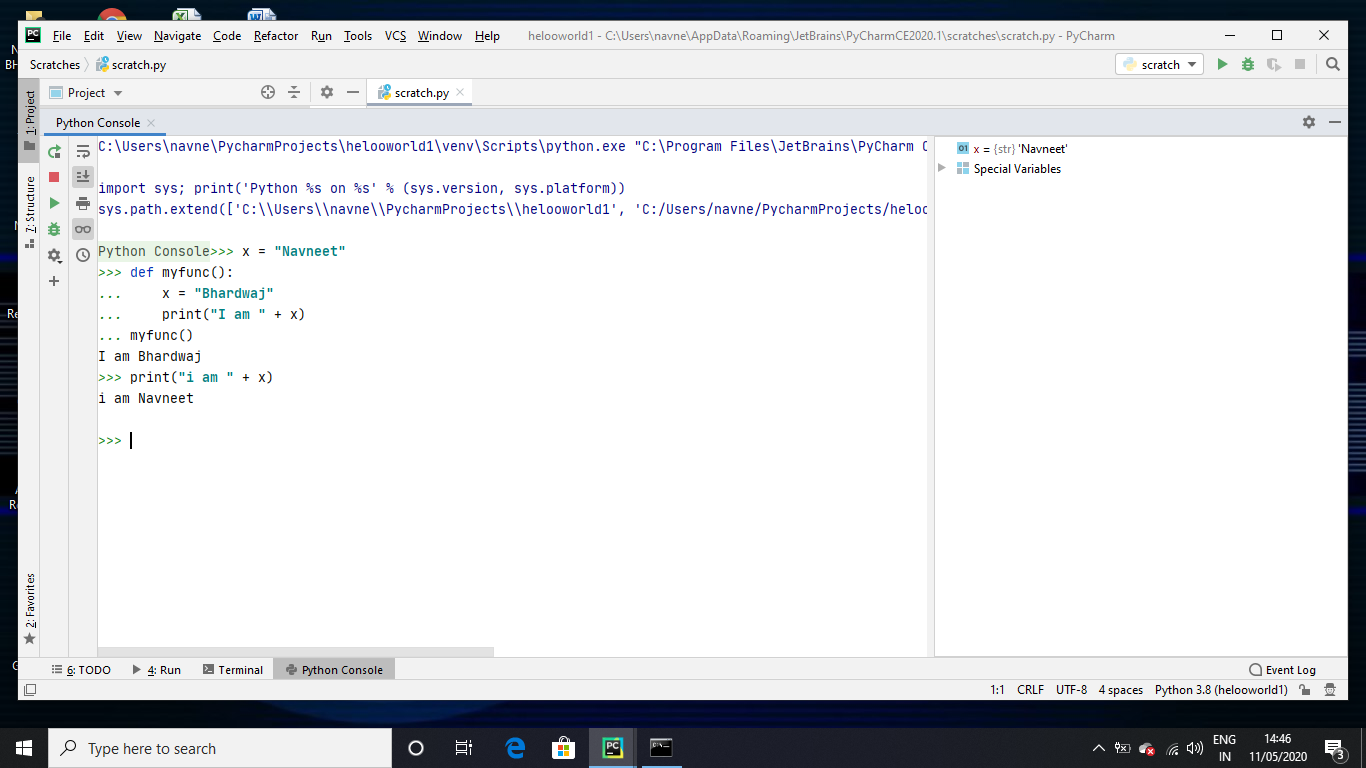 File Edit View Navigate Code Refactor Run Tools VCS Window Help helooworld1 - C:\Users\navne\AppData\Roaming\JetBrains\PyCharmCE2020.1\scratches\scratch.py - PyCharm
Scratches scratch.py scratch
Project scratch.py
1: Project
Python Console
C:\Users\navne\PycharmProjects\helooworld1\venv\Scripts\python.exe "C:\Program Files\JetBrains\PyCharm C
import sys; print('Python %s on %s' % (sys.version, sys.platform))
sys.path.extend(['C:\\Users\\navne\\PycharmProjects\\helooworld1', 'C:/Users/navne/PycharmProjects/heloo
Python Console>>> x = "Navneet"
>>> def myfunc():
...     x = "Bhardwaj"
...     print("I am " + x)
... myfunc()
I am Bhardwaj
>>> print("i am " + x)
i am Navneet
>>>
x = {str} 'Navneet'
Special Variables
7: Structure
2: Favorites
6: TODO 4: Run Terminal Python Console Event Log
1:1 CRLF UTF-8 4 spaces Python 3.8 (helooworld1)
Type here to search
ENG
IN
14:46
11/05/2020
3